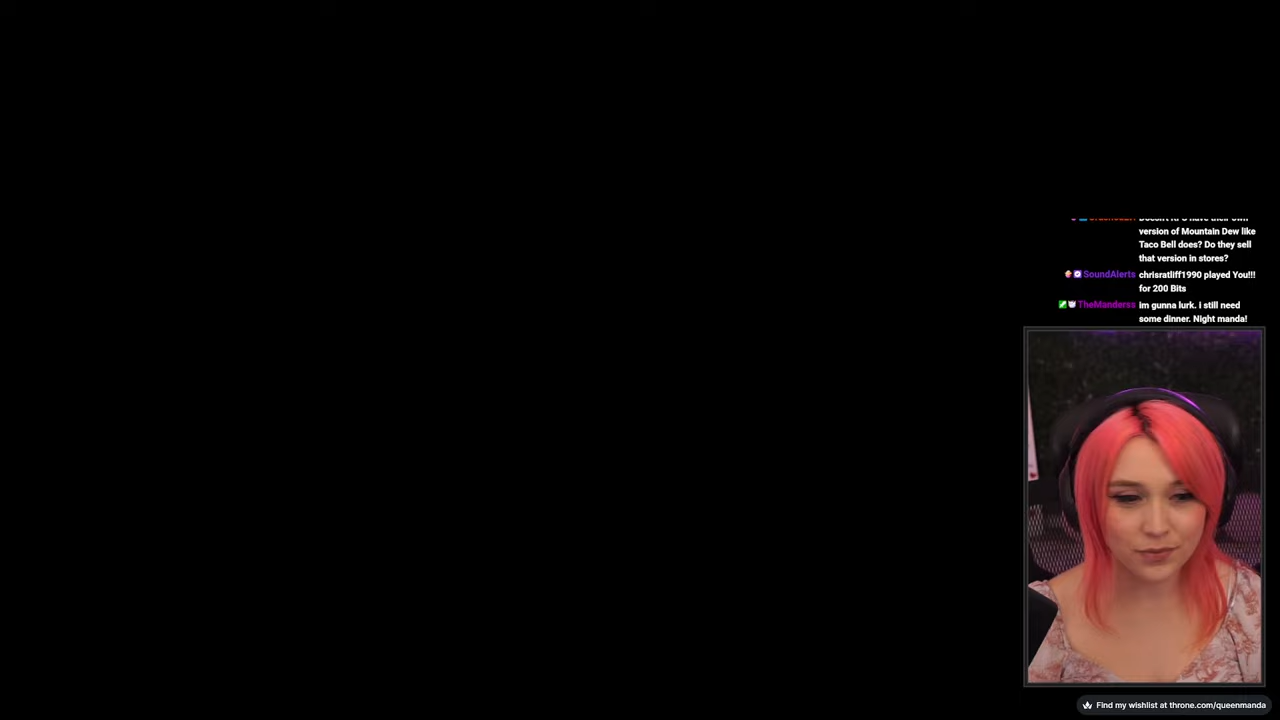 Doesn't KFC have their own
version of Mountain Dew like
Taco Bell does? Do they sell
that version in stores?
SoundAlerts chrisratliff1990 played You!!!
for 200 Bits
TheManderss im gunna lurk. i still need
some dinner. Night manda!
Find my wishlist at throne.com/queenmanda